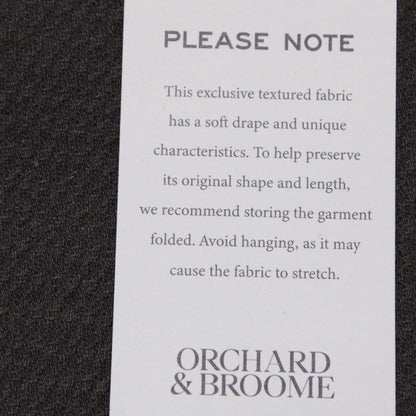 PLEASE NOTE
This exclusive textured fabric
has a soft drape and unique
characteristics. To help preserve
its original shape and length,
we recommend storing the garment
folded. Avoid hanging, as it may
cause the fabric to stretch.
ORCHARD
& BROOME